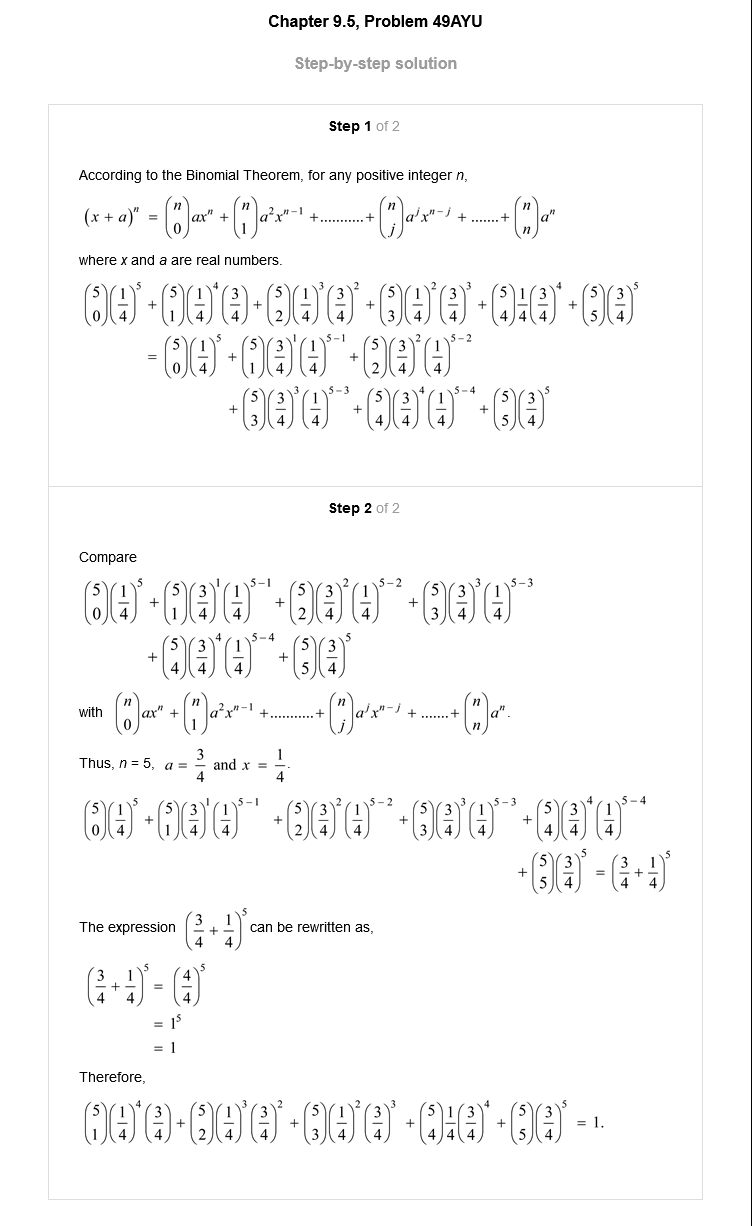 Chapter 9.5, Problem 49AYU
Step-by-step solution
Step 1 of 2
According to the Binomial Theorem, for any positive integer n,
$(x + a)^n = \binom{n}{0} ax^n + \binom{n}{1} a^2 x^{n-1} + ........... + \binom{n}{j} a^j x^{n-j} + ....... + \binom{n}{n} a^n$
where x and a are real numbers.
$\binom{5}{0}\left(\frac{1}{4}\right)^5 + \binom{5}{1}\left(\frac{1}{4}\right)^4\left(\frac{3}{4}\right) + \binom{5}{2}\left(\frac{1}{4}\right)^3\left(\frac{3}{4}\right)^2 + \binom{5}{3}\left(\frac{1}{4}\right)^2\left(\frac{3}{4}\right)^3 + \binom{5}{4}\frac{1}{4}\left(\frac{3}{4}\right)^4 + \binom{5}{5}\left(\frac{3}{4}\right)^5$
$= \binom{5}{0}\left(\frac{1}{4}\right)^5 + \binom{5}{1}\left(\frac{3}{4}\right)^1\left(\frac{1}{4}\right)^{5-1} + \binom{5}{2}\left(\frac{3}{4}\right)^2\left(\frac{1}{4}\right)^{5-2}$
$+ \binom{5}{3}\left(\frac{3}{4}\right)^3\left(\frac{1}{4}\right)^{5-3} + \binom{5}{4}\left(\frac{3}{4}\right)^4\left(\frac{1}{4}\right)^{5-4} + \binom{5}{5}\left(\frac{3}{4}\right)^5$
Step 2 of 2
Compare
$\binom{5}{0}\left(\frac{1}{4}\right)^5 + \binom{5}{1}\left(\frac{3}{4}\right)^1\left(\frac{1}{4}\right)^{5-1} + \binom{5}{2}\left(\frac{3}{4}\right)^2\left(\frac{1}{4}\right)^{5-2} + \binom{5}{3}\left(\frac{3}{4}\right)^3\left(\frac{1}{4}\right)^{5-3}$
$+ \binom{5}{4}\left(\frac{3}{4}\right)^4\left(\frac{1}{4}\right)^{5-4} + \binom{5}{5}\left(\frac{3}{4}\right)^5$
with $\binom{n}{0} ax^n + \binom{n}{1} a^2 x^{n-1} + ........... + \binom{n}{j} a^j x^{n-j} + ....... + \binom{n}{n} a^n$.
Thus, n = 5, $a = \frac{3}{4}$ and $x = \frac{1}{4}$.
$\binom{5}{0}\left(\frac{1}{4}\right)^5 + \binom{5}{1}\left(\frac{3}{4}\right)^1\left(\frac{1}{4}\right)^{5-1} + \binom{5}{2}\left(\frac{3}{4}\right)^2\left(\frac{1}{4}\right)^{5-2} + \binom{5}{3}\left(\frac{3}{4}\right)^3\left(\frac{1}{4}\right)^{5-3} + \binom{5}{4}\left(\frac{3}{4}\right)^4\left(\frac{1}{4}\right)^{5-4}$
$+ \binom{5}{5}\left(\frac{3}{4}\right)^5 = \left(\frac{3}{4} + \frac{1}{4}\right)^5$
The expression $\left(\frac{3}{4} + \frac{1}{4}\right)^5$ can be rewritten as,
$\left(\frac{3}{4} + \frac{1}{4}\right)^5 = \left(\frac{4}{4}\right)^5$
$= 1^5$
$= 1$
Therefore,
$\binom{5}{1}\left(\frac{1}{4}\right)^4\left(\frac{3}{4}\right) + \binom{5}{2}\left(\frac{1}{4}\right)^3\left(\frac{3}{4}\right)^2 + \binom{5}{3}\left(\frac{1}{4}\right)^2\left(\frac{3}{4}\right)^3 + \binom{5}{4}\frac{1}{4}\left(\frac{3}{4}\right)^4 + \binom{5}{5}\left(\frac{3}{4}\right)^5 = 1.$